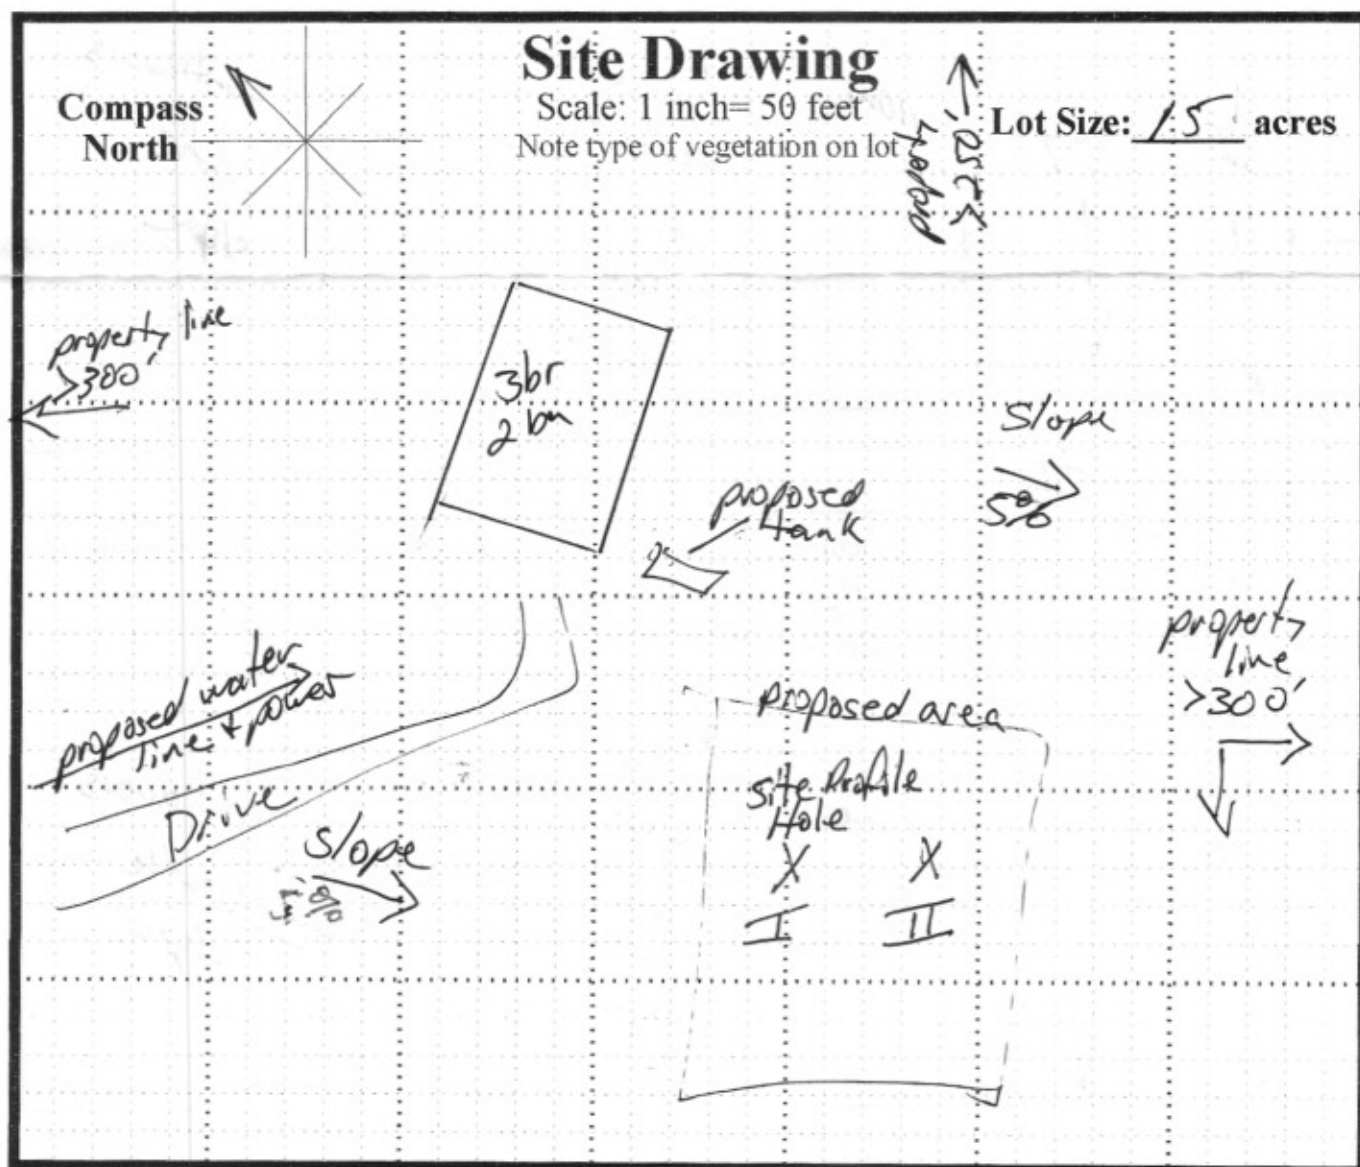 Site Drawing
Compass
North
Scale: 1 inch= 50 feet
Note type of vegetation on lot
Lot Size: 15 acres
property line
>300'
3br
2 ba
Slope
5%
proposed
tank
property
line
>300'
proposed water
line + power
Drive
Slope
proposed area
site Profile
Hole
X X
I II